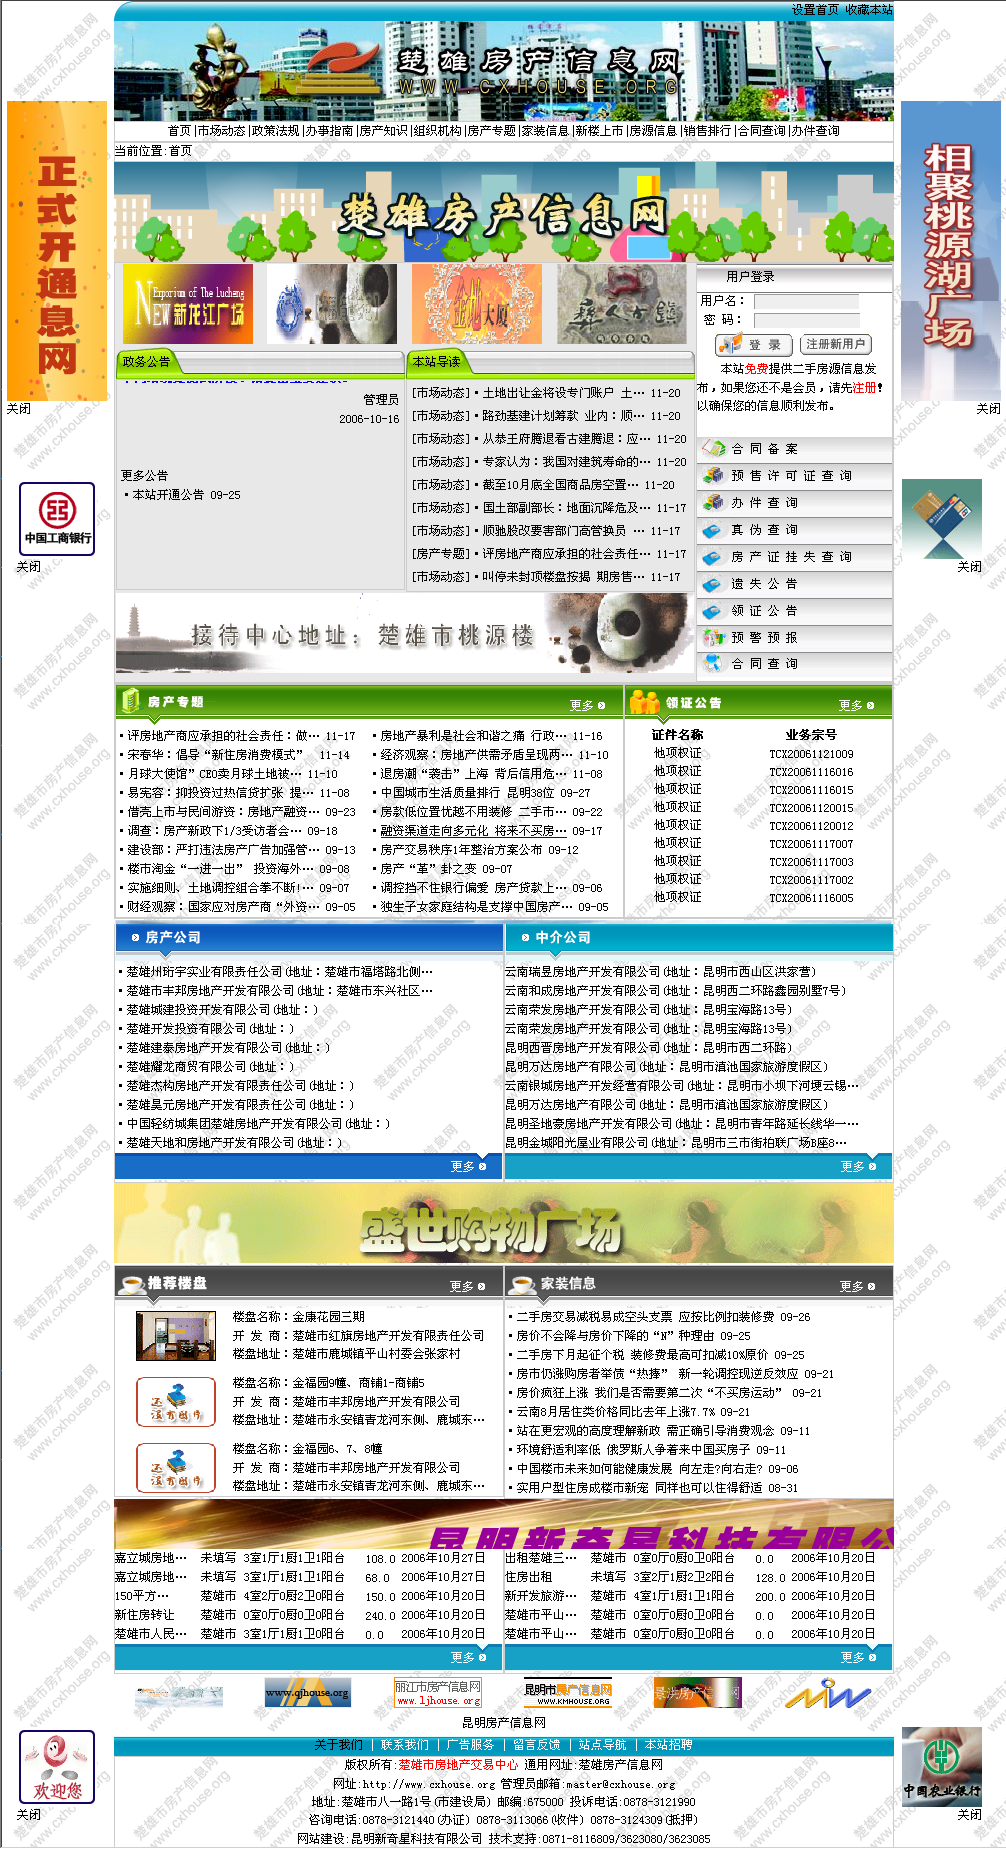 设置首页 收藏本站
楚雄房产信息网
WWW.CXHOUSE.ORG
首页|市场动态|政策法规|办事指南|房产知识|组织机构|房产专题|家装信息|新楼上市|房源信息|销售排行|合同查询|办件查询
当前位置:首页
正式开通息网
关闭
相聚桃源湖广场
关闭
楚雄房产信息网
Emporium of The Lucheng
NEW新龙江广场
金龙大厦
彝人古镇
用户登录
用户名：
密 码：
登 录
注册新用户
本站免费提供二手房源信息发
布，如果您还不是会员，请先注册!
以确保您的信息顺利发布。
政务公告
管理员
2006-10-16
更多公告
·本站开通公告 09-25
本站导读
[市场动态]·土地出让金将设专门账户 土… 11-20
[市场动态]·路劲基建计划筹款 业内：顺… 11-20
[市场动态]·从恭王府腾退看古建腾退：应… 11-20
[市场动态]·专家认为：我国对建筑寿命的… 11-20
[市场动态]·截至10月底全国商品房空置… 11-20
[市场动态]·国土部副部长：地面沉降危及… 11-17
[市场动态]·顺驰股改要害部门高管换员 … 11-17
[房产专题]·评房地产商应承担的社会责任… 11-17
[市场动态]·叫停未封顶楼盘按揭 期房售… 11-17
合同备案
预售许可证查询
办件查询
真伪查询
房产证挂失查询
遗失公告
领证公告
预警预报
合同查询
中国工商银行
关闭
关闭
接待中心地址：楚雄市桃源楼
房产专题 更多
·评房地产商应承担的社会责任：做… 11-17
·宋春华：倡导“新住房消费模式” 11-14
·月球大使馆”CEO卖月球土地被… 11-10
·易宪容：抑投资过热信贷扩张 提… 11-08
·借壳上市与民间游资：房地产融资… 09-23
·调查：房产新政下1/3受访者会… 09-18
·建设部：严打违法房产广告加强管… 09-13
·楼市淘金“一进一出” 投资海外… 09-08
·实施细则、土地调控组合拳不断!… 09-07
·财经观察：国家应对房产商“外资… 09-05
·房地产暴利是社会和谐之痛 行政… 11-16
·经济观察：房地产供需矛盾呈现两… 11-10
·退房潮“袭击”上海 背后信用危… 11-08
·中国城市生活质量排行 昆明38位 09-27
·房款低位置优越不用装修 二手市… 09-22
·融资渠道走向多元化 将来不买房… 09-17
·房产交易秩序1年整治方案公布 09-12
·房产“革”卦之变 09-07
·调控挡不住银行偏爱 房产贷款上… 09-06
·独生子女家庭结构是支撑中国房产… 09-05
领证公告 更多
证件名称 业务宗号
他项权证 TCX20061121009
他项权证 TCX20061116016
他项权证 TCX20061116015
他项权证 TCX20061120015
他项权证 TCX20061120012
他项权证 TCX20061117007
他项权证 TCX20061117003
他项权证 TCX20061117002
他项权证 TCX20061116005
房产公司
·楚雄州珩宇实业有限责任公司(地址：楚雄市福塔路北侧…
·楚雄市丰邦房地产开发有限公司(地址：楚雄市东兴社区…
·楚雄城建投资开发有限公司(地址：)
·楚雄开发投资有限公司(地址：)
·楚雄建泰房地产开发有限公司(地址：)
·楚雄耀龙商贸有限公司(地址：)
·楚雄杰构房地产开发有限责任公司(地址：)
·楚雄昊元房地产开发有限责任公司(地址：)
·中国轻纺城集团楚雄房地产开发有限公司(地址：)
·楚雄天地和房地产开发有限公司(地址：)
更多
中介公司
云南瑞昱房地产开发有限公司(地址：昆明市西山区洪家营)
云南和成房地产开发有限公司(地址：昆明西二环路鑫园别墅7号)
云南荣发房地产开发有限公司(地址：昆明宝海路13号)
云南荣发房地产开发有限公司(地址：昆明宝海路13号)
昆明西晋房地产开发有限公司(地址：昆明市西二环路)
昆明万达房地产有限公司(地址：昆明市滇池国家旅游度假区)
云南银城房地产开发经营有限公司(地址：昆明市小坝下河埂云锡…
昆明万达房地产有限公司(地址：昆明市滇池国家旅游度假区)
昆明圣地豪房地产开发有限公司(地址：昆明市青年路延长线华一…
昆明金城阳光屋业有限公司(地址：昆明市三市街柏联广场B座8…
更多
盛世购物广场
推荐楼盘 更多
楼盘名称：金康花园三期
开 发 商：楚雄市红旗房地产开发有限责任公司
楼盘地址：楚雄市鹿城镇平山村委会张家村
还没有图片
楼盘名称：金福园9幢、商铺1-商铺5
开 发 商：楚雄市丰邦房地产开发有限公司
楼盘地址：楚雄市永安镇青龙河东侧、鹿城东…
还没有图片
楼盘名称：金福园6、7、8幢
开 发 商：楚雄市丰邦房地产开发有限公司
楼盘地址：楚雄市永安镇青龙河东侧、鹿城东…
家装信息 更多
·二手房交易减税易成空头支票 应按比例扣装修费 09-26
·房价不会降与房价下降的“N”种理由 09-25
·二手房下月起征个税 装修费最高可扣减10%原价 09-25
·房市仍涨购房者举债“热捧” 新一轮调控现逆反效应 09-21
·房价疯狂上涨 我们是否需要第二次“不买房运动” 09-21
·云南8月居住类价格同比去年上涨7.7% 09-21
·站在更宏观的高度理解新政 需正确引导消费观念 09-11
·环境舒适利率低 俄罗斯人争着来中国买房子 09-11
·中国楼市未来如何能健康发展 向左走?向右走? 09-06
·实用户型住房成楼市新宠 同样也可以住得舒适 08-31
昆明新奇星科技有限公
嘉立城房地… 未填写 3室1厅1厨1卫1阳台 108.0 2006年10月27日
嘉立城房地… 未填写 3室1厅1厨1卫1阳台 68.0 2006年10月27日
150平方… 楚雄市 4室2厅0厨2卫0阳台 150.0 2006年10月20日
新住房转让 楚雄市 0室0厅0厨0卫0阳台 240.0 2006年10月20日
楚雄市人民… 楚雄市 3室1厅1厨1卫0阳台 0.0 2006年10月20日
更多
出租楚雄三… 楚雄市 0室0厅0厨0卫0阳台 0.0 2006年10月20日
住房出租 未填写 3室2厅1厨2卫2阳台 128.0 2006年10月20日
新开发旅游… 楚雄市 4室1厅1厨1卫1阳台 200.0 2006年10月20日
楚雄市平山… 楚雄市 0室0厅0厨0卫0阳台 0.0 2006年10月20日
楚雄市平山… 楚雄市 0室0厅0厨0卫0阳台 0.0 2006年10月20日
更多
www.qjhouse.org
丽江市房产信息网
www.ljhouse.org
昆明市房产信息网
WWW.KMHOUSE.ORG
景洪房产信息网
昆明房产信息网
关于我们 | 联系我们 | 广告服务 | 留言反馈 | 站点导航 | 本站招聘
版权所有:楚雄市房地产交易中心 通用网址:楚雄房产信息网
网址:http://www.cxhouse.org 管理员邮箱:master@cxhouse.org
地址:楚雄市八一路1号(市建设局) 邮编:675000 投诉电话:0878-3121990
咨询电话:0878-3121440(办证) 0878-3113066(收件) 0878-3124309(抵押)
网站建设:昆明新奇星科技有限公司 技术支持:0871-8116809/3623080/3623085
欢迎您
关闭
中国农业银行
关闭
楚雄市房产信息网
www.cxhouse.org